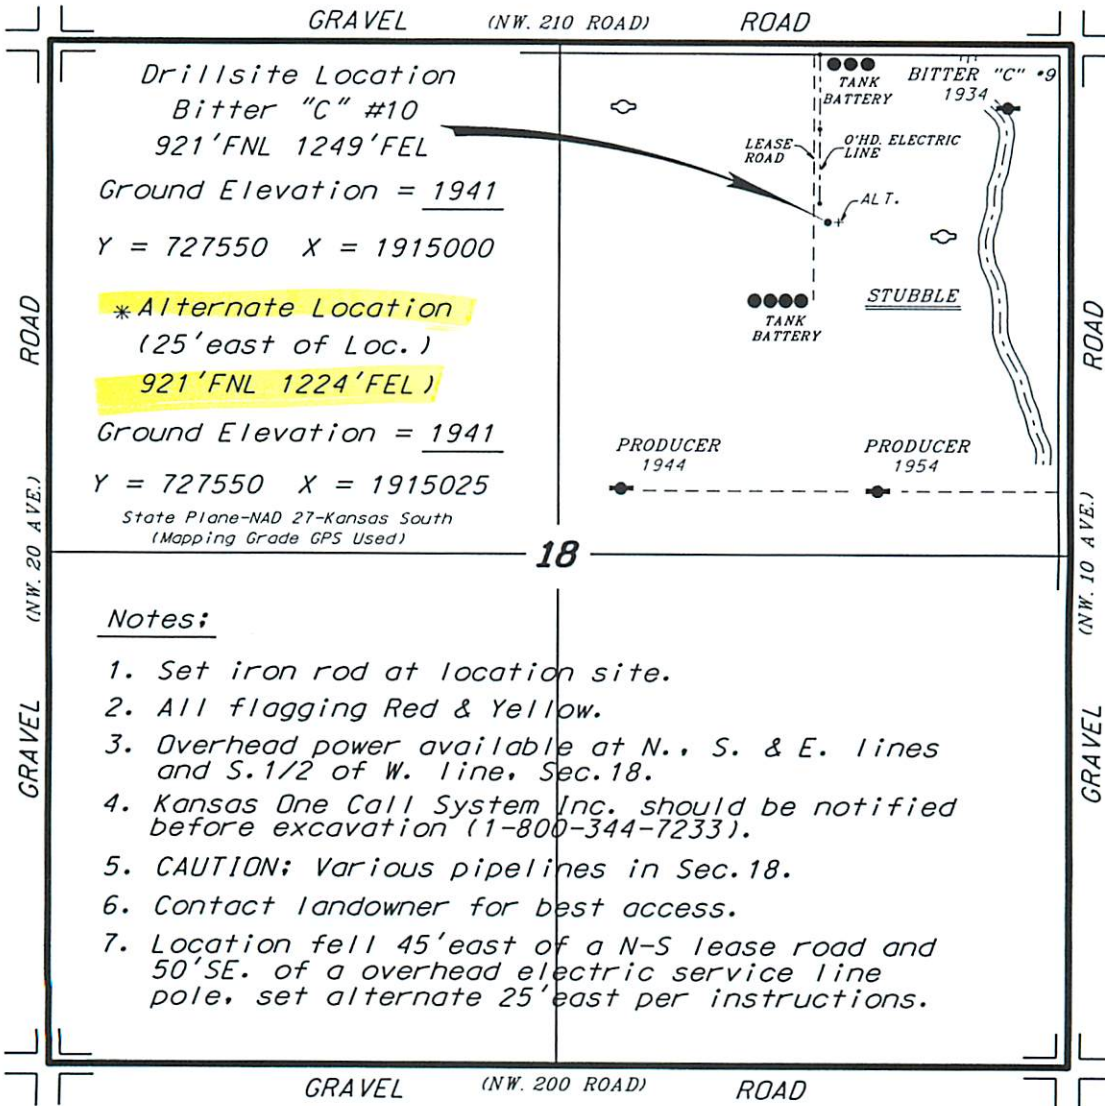 GRAVEL (NW. 210 ROAD) ROAD
Drillsite Location
Bitter "C" #10
921'FNL 1249'FEL
Ground Elevation = 1941
Y = 727550 X = 1915000
* Alternate Location
(25'east of Loc.)
921'FNL 1224'FEL)
Ground Elevation = 1941
Y = 727550 X = 1915025
State Plane-NAD 27-Kansas South
(Mapping Grade GPS Used)
TANK
BATTERY
BITTER "C" #9
1934
LEASE
ROAD
O'HD. ELECTRIC
LINE
ALT.
STUBBLE
TANK
BATTERY
PRODUCER
1944
PRODUCER
1954
18
GRAVEL (NW. 20 AVE.) ROAD
GRAVEL (NW. 10 AVE.) ROAD
Notes:
1. Set iron rod at location site.
2. All flagging Red & Yellow.
3. Overhead power available at N., S. & E. lines
and S.1/2 of W. line, Sec.18.
4. Kansas One Call System Inc. should be notified
before excavation (1-800-344-7233).
5. CAUTION: Various pipelines in Sec.18.
6. Contact landowner for best access.
7. Location fell 45'east of a N-S lease road and
50'SE. of a overhead electric service line
pole, set alternate 25'east per instructions.
GRAVEL (NW. 200 ROAD) ROAD